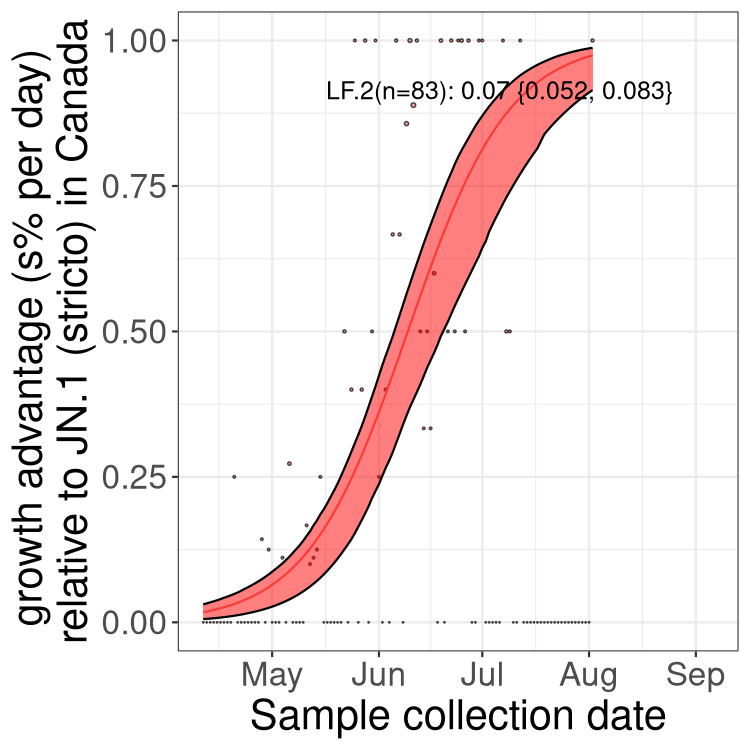 growth advantage (s% per day)
relative to JN.1 (stricto) in Canada
1.00
0.75
0.50
0.25
0.00
LF.2(n=83): 0.07 {0.052, 0.083}
May Jun Jul Aug Sep
Sample collection date